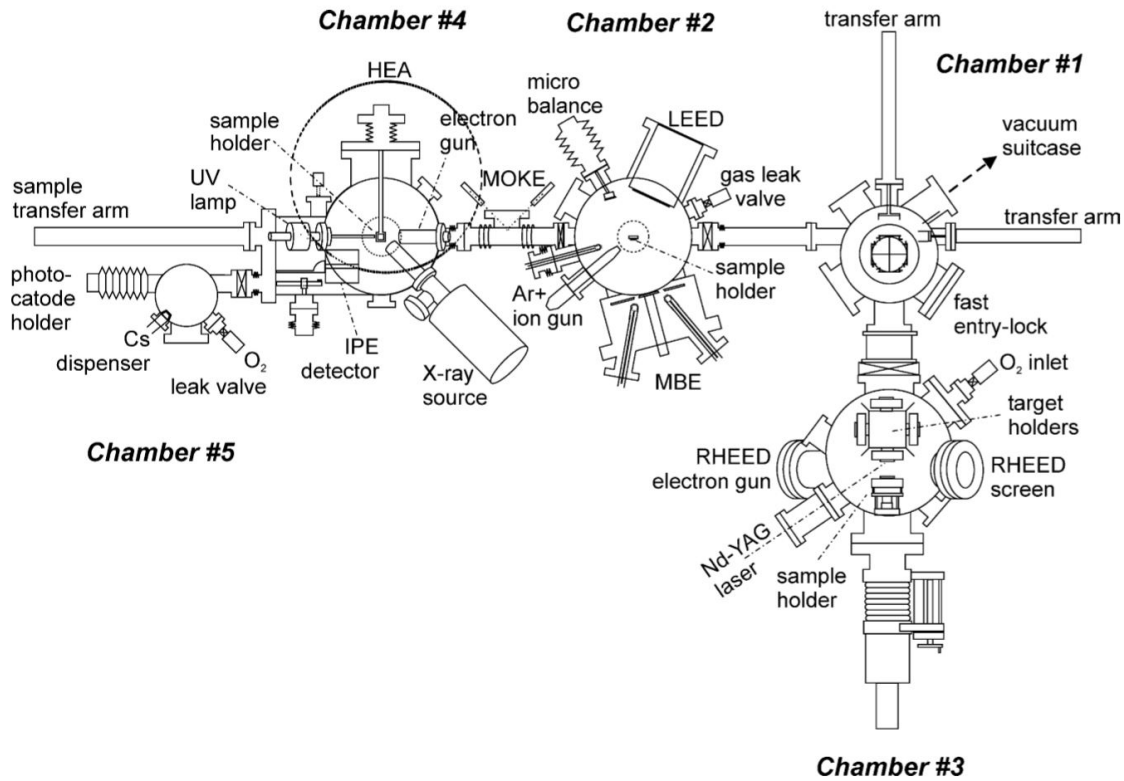 Chamber #4
Chamber #2
transfer arm
Chamber #1
HEA
micro
balance
LEED
sample
holder
electron
gun
vacuum
suitcase
UV
lamp
MOKE
gas leak
valve
sample
transfer arm
transfer arm
photo-
catode
holder
sample
holder
Ar+
ion gun
fast
entry-lock
Cs
dispenser
O2
leak valve
IPE
detector
X-ray
source
MBE
O2 inlet
target
holders
Chamber #5
RHEED
electron gun
RHEED
screen
Nd-YAG
laser
sample
holder
Chamber #3